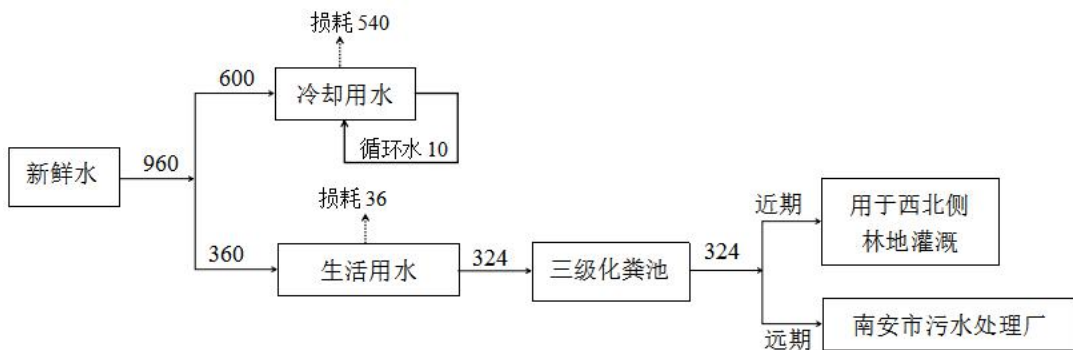 损耗 540
600
冷却用水
循环水 10
新鲜水
960
损耗 36
360
生活用水
324
三级化粪池
324
近期
用于西北侧
林地灌溉
远期
南安市污水处理厂